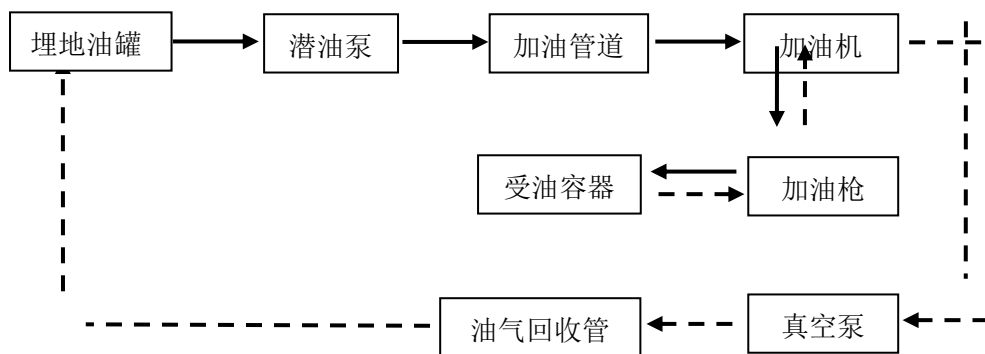 埋地油罐
潜油泵
加油管道
加油机
受油容器
加油枪
油气回收管
真空泵